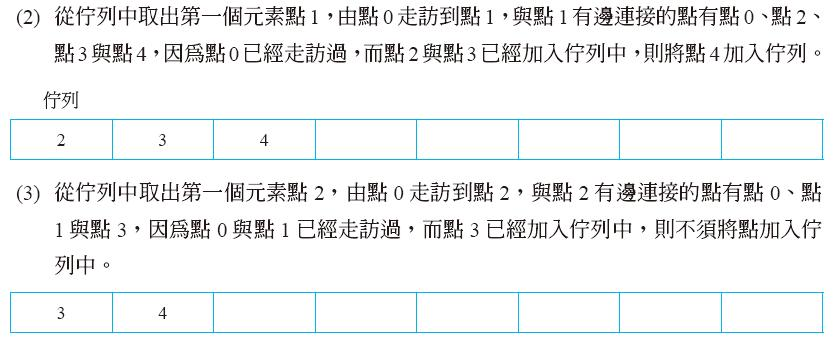 (2) 從佇列中取出第一個元素點1,由點0走訪到點1,與點1有邊連接的點有點0、點2、
點3與點4,因為點0已經走訪過,而點2與點3已經加入佇列中,則將點4加入佇列。
佇列
2 3 4
(3) 從佇列中取出第一個元素點 2,由點 0 走訪到點 2,與點 2 有邊連接的點有點 0、點
1 與點 3,因為點 0 與點 1 已經走訪過,而點 3 已經加入佇列中,則不須將點加入佇
列中。
3 4